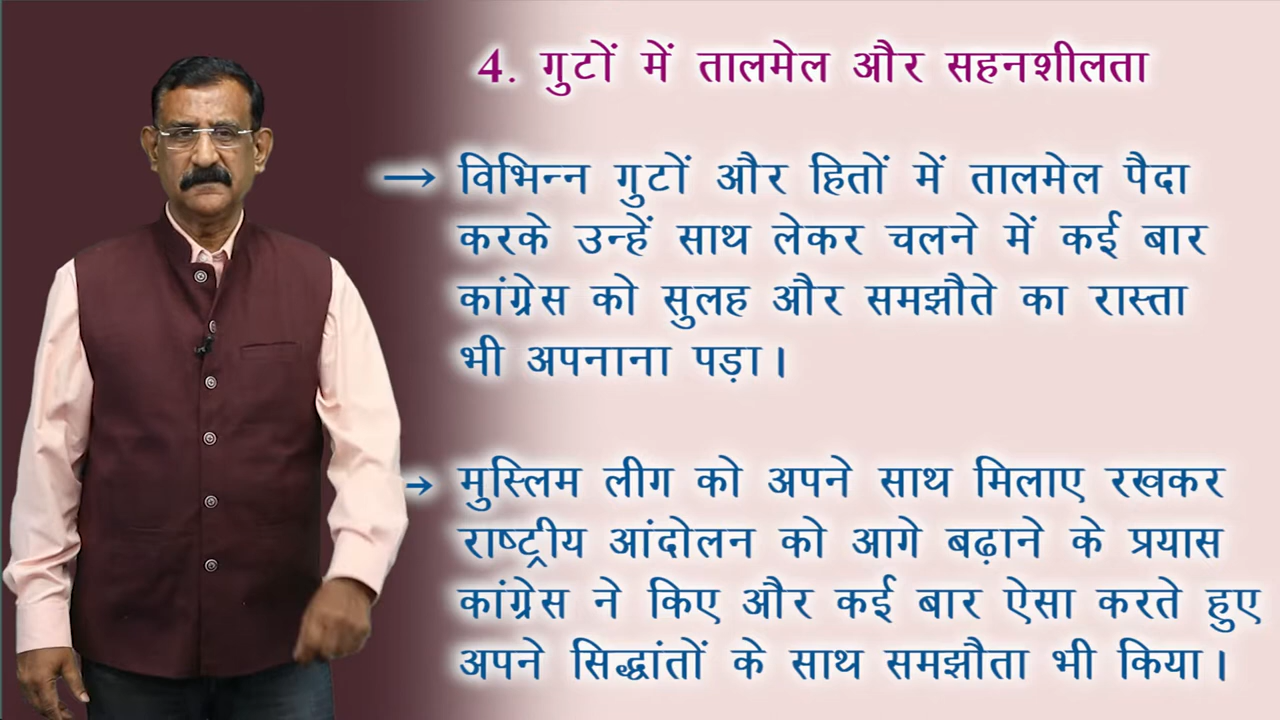 4. गुटों में तालमेल और सहनशीलता
→ विभिन्न गुटों और हितों में तालमेल पैदा
करके उन्हें साथ लेकर चलने में कई बार
कांग्रेस को सुलह और समझौते का रास्ता
भी अपनाना पड़ा।
→ मुस्लिम लीग को अपने साथ मिलाए रखकर
राष्ट्रीय आंदोलन को आगे बढ़ाने के प्रयास
कांग्रेस ने किए और कई बार ऐसा करते हुए
अपने सिद्धांतों के साथ समझौता भी किया।